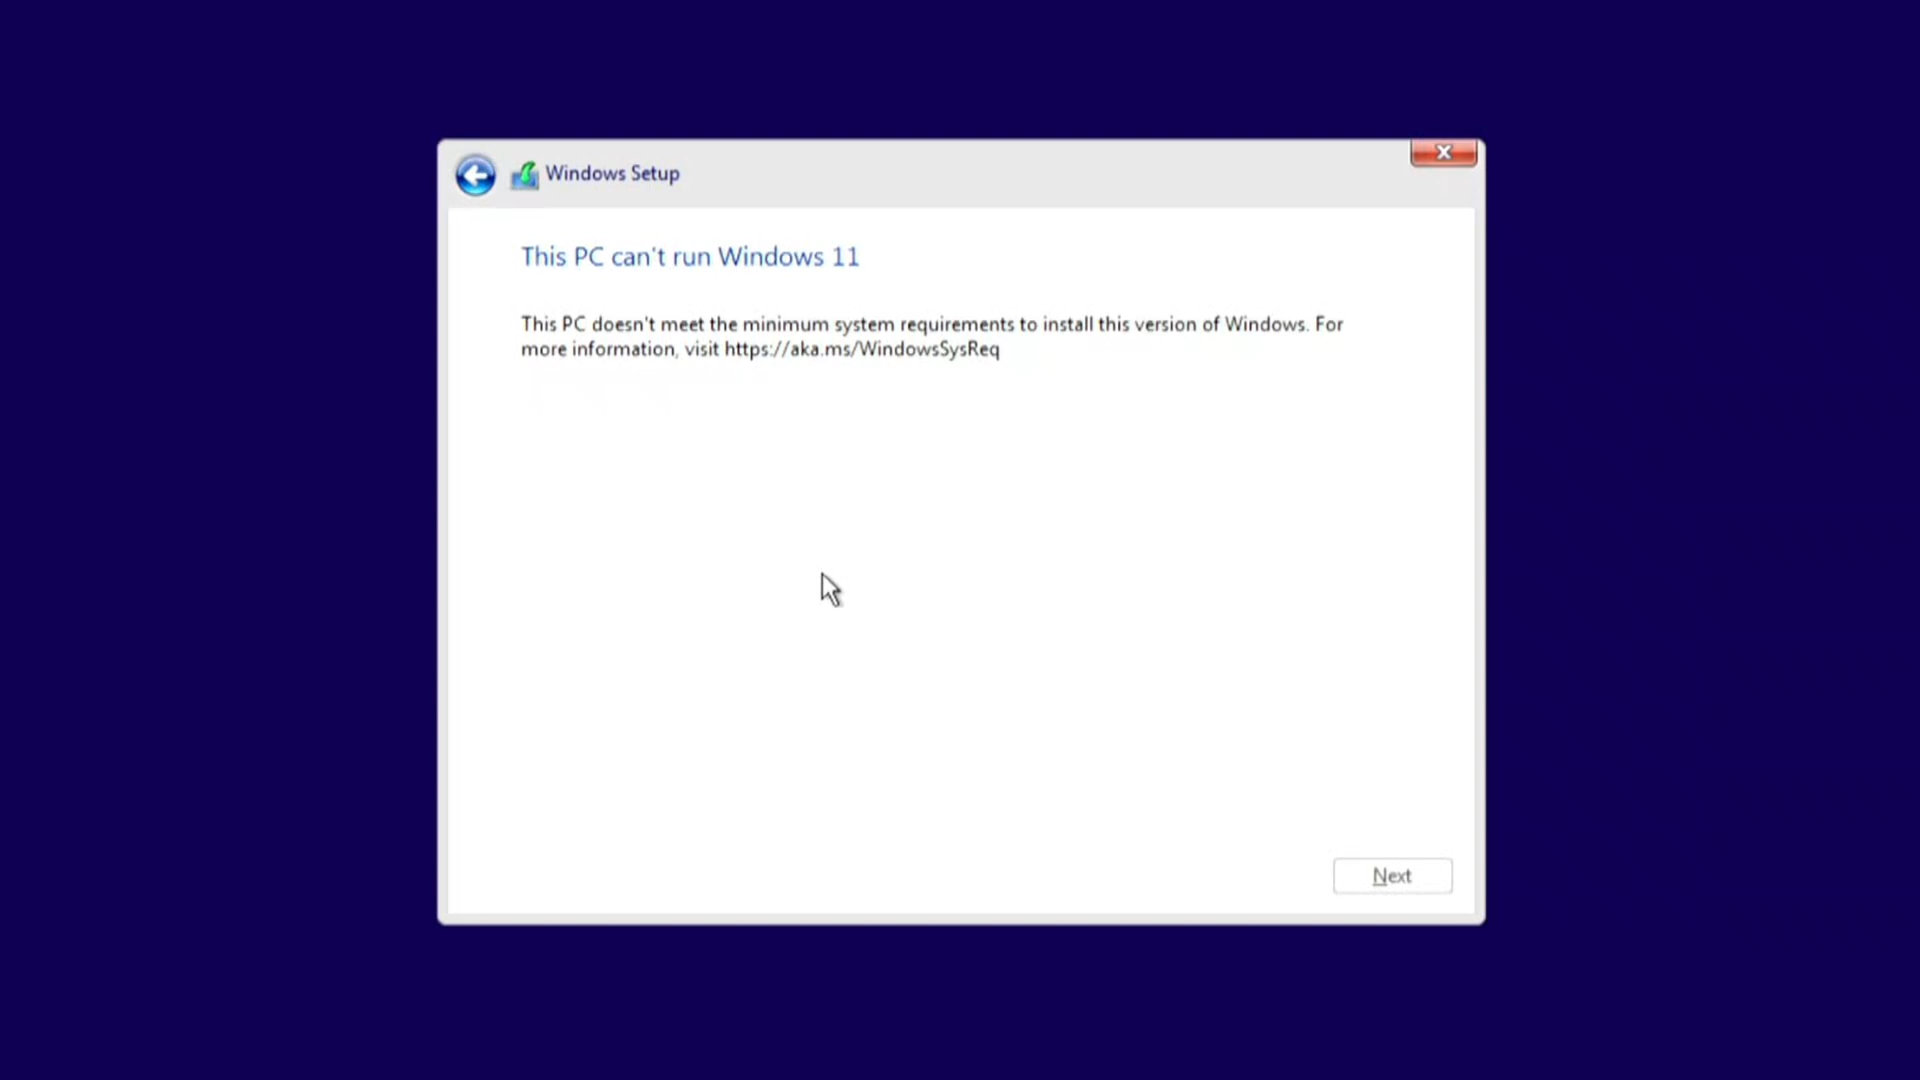 Windows Setup
This PC can't run Windows 11
This PC doesn't meet the minimum system requirements to install this version of Windows. For
more information, visit https://aka.ms/WindowsSysReq
Next